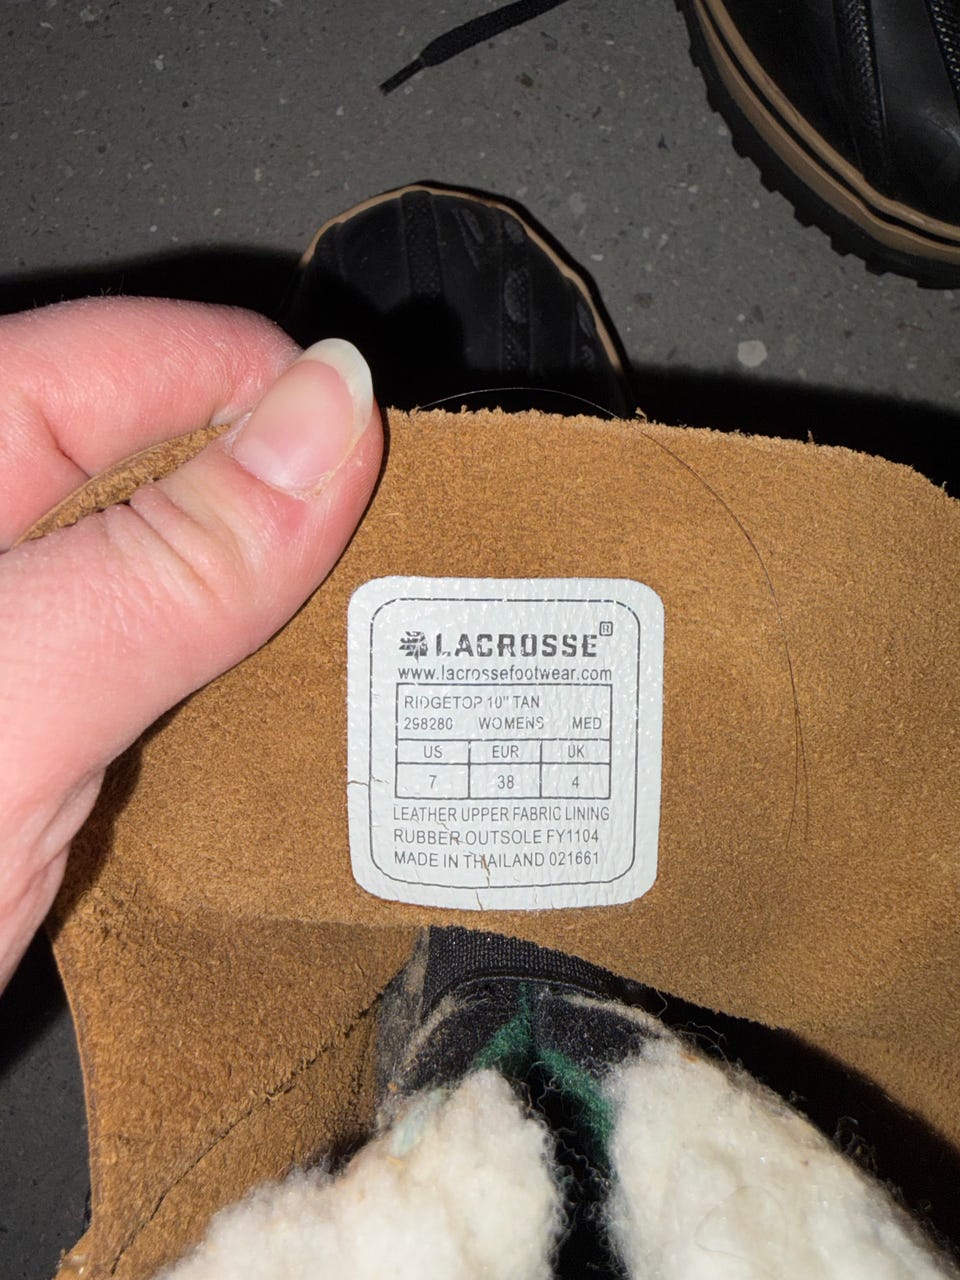 LACROSSE®
www.lacrossefootwear.com
RIDGETOP 10" TAN
298280 WOMENS MED
US EUR UK
7 38 4
LEATHER UPPER FABRIC LINING
RUBBER OUTSOLE FY1104
MADE IN THAILAND 021661